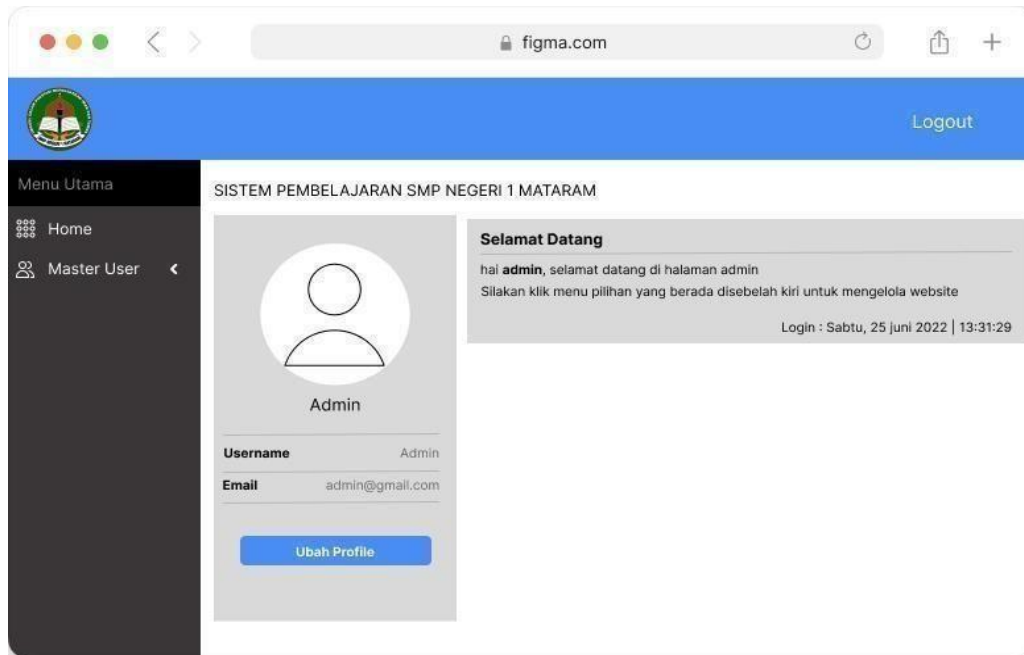 figma.com
Logout
Menu Utama
Home
Master User
SISTEM PEMBELAJARAN SMP NEGERI 1 MATARAM
Admin
Username Admin
Email admin@gmail.com
Ubah Profile
Selamat Datang
hai admin, selamat datang di halaman admin
Silakan klik menu pilihan yang berada disebelah kiri untuk mengelola website
Login : Sabtu, 25 juni 2022 | 13:31:29